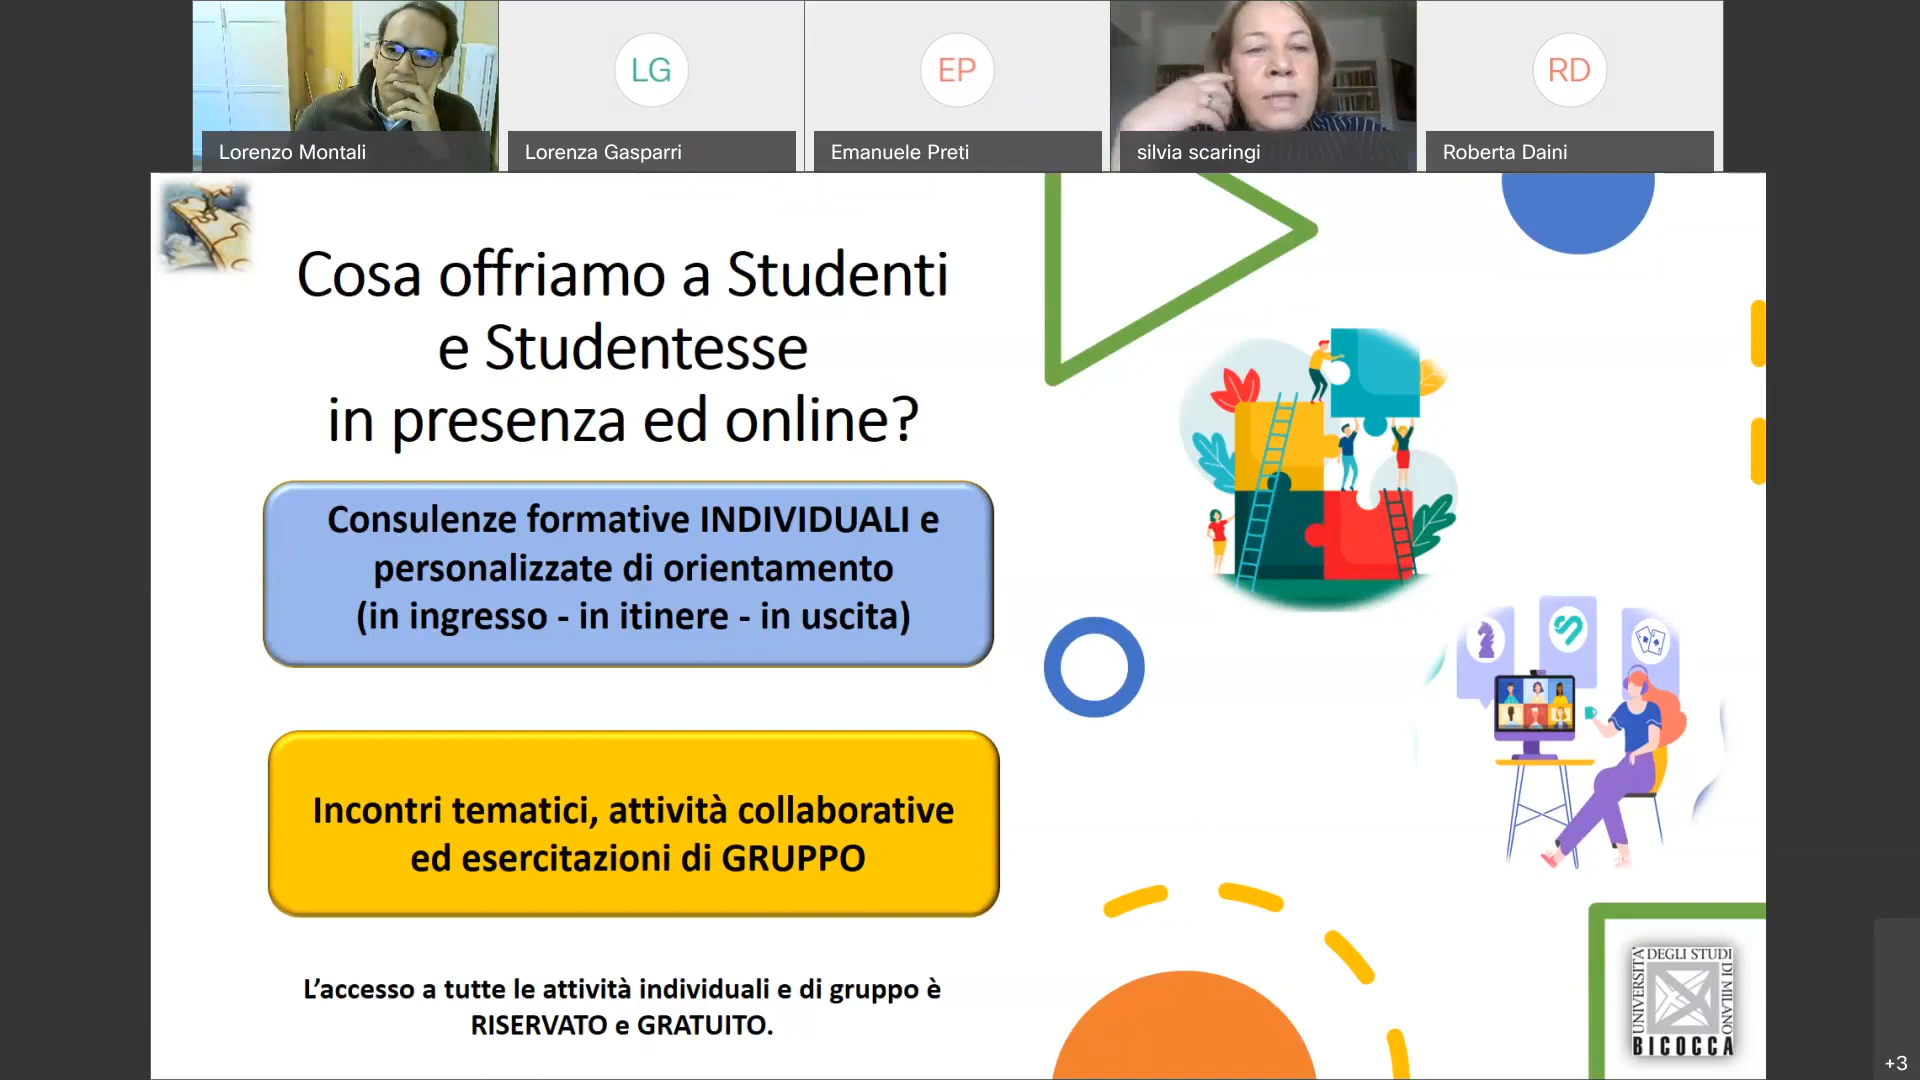 LG
EP
RD
Lorenzo Montali
Lorenza Gasparri
Emanuele Preti
silvia scaringi
Roberta Daini
Cosa offriamo a Studenti
e Studentesse
in presenza ed online?
Consulenze formative INDIVIDUALI e
personalizzate di orientamento
(in ingresso - in itinere - in uscita)
Incontri tematici, attività collaborative
ed esercitazioni di GRUPPO
L'accesso a tutte le attività individuali e di gruppo è
RISERVATO e GRATUITO.
UNIVERSITÀ
DEGLI STUDI
DI MILANO
BICOCCA
+3